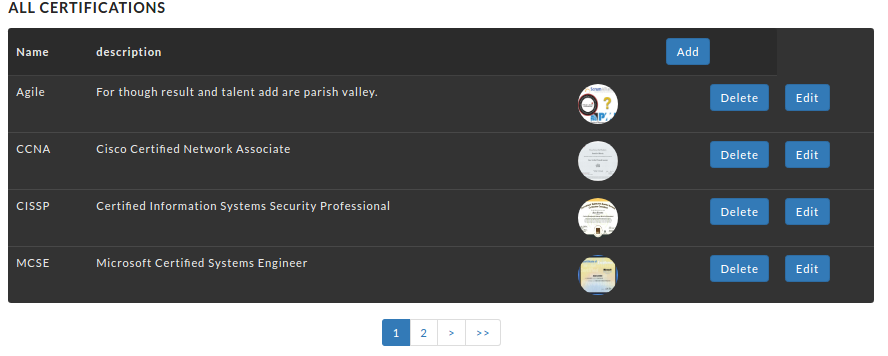 ALL CERTIFICATIONS
Name description Add
Agile For though result and talent add are parish valley. Delete Edit
CCNA Cisco Certified Network Associate Delete Edit
CISSP Certified Information Systems Security Professional Delete Edit
MCSE Microsoft Certified Systems Engineer Delete Edit
1 2 > >>